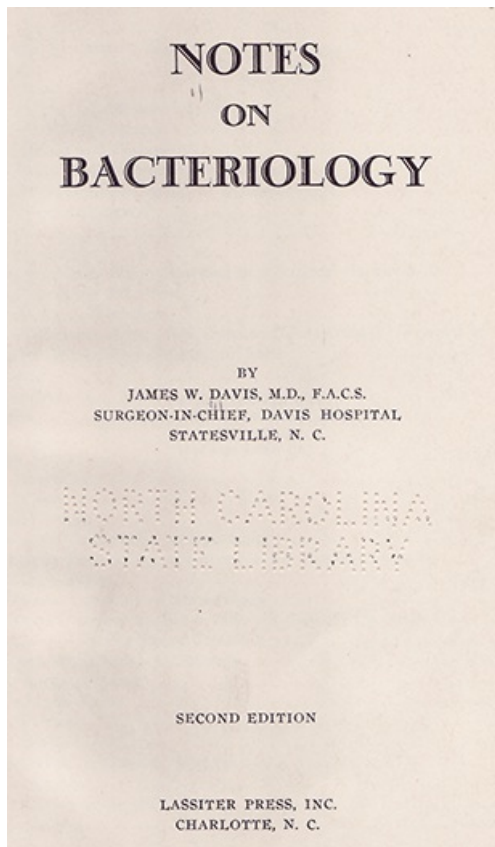 NOTES
ON
BACTERIOLOGY
BY
JAMES W. DAVIS, M.D., F.A.C.S.
SURGEON-IN-CHIEF, DAVIS HOSPITAL
STATESVILLE, N. C.
NORTH CAROLINA
STATE LIBRARY
SECOND EDITION
LASSITER PRESS, INC.
CHARLOTTE, N. C.